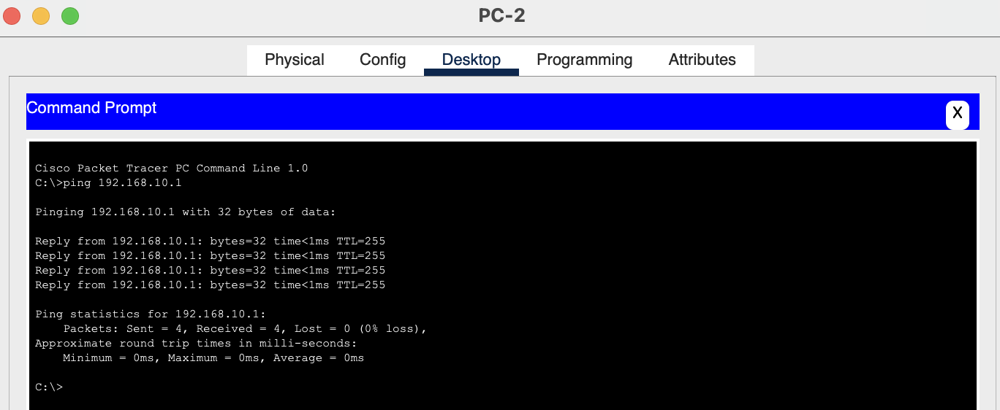 PC-2
Physical Config Desktop Programming Attributes
Command Prompt
X
Cisco Packet Tracer PC Command Line 1.0
C:\>ping 192.168.10.1
Pinging 192.168.10.1 with 32 bytes of data:
Reply from 192.168.10.1: bytes=32 time<1ms TTL=255
Reply from 192.168.10.1: bytes=32 time<1ms TTL=255
Reply from 192.168.10.1: bytes=32 time<1ms TTL=255
Reply from 192.168.10.1: bytes=32 time<1ms TTL=255
Ping statistics for 192.168.10.1:
Packets: Sent = 4, Received = 4, Lost = 0 (0% loss),
Approximate round trip times in milli-seconds:
Minimum = 0ms, Maximum = 0ms, Average = 0ms
C:\>